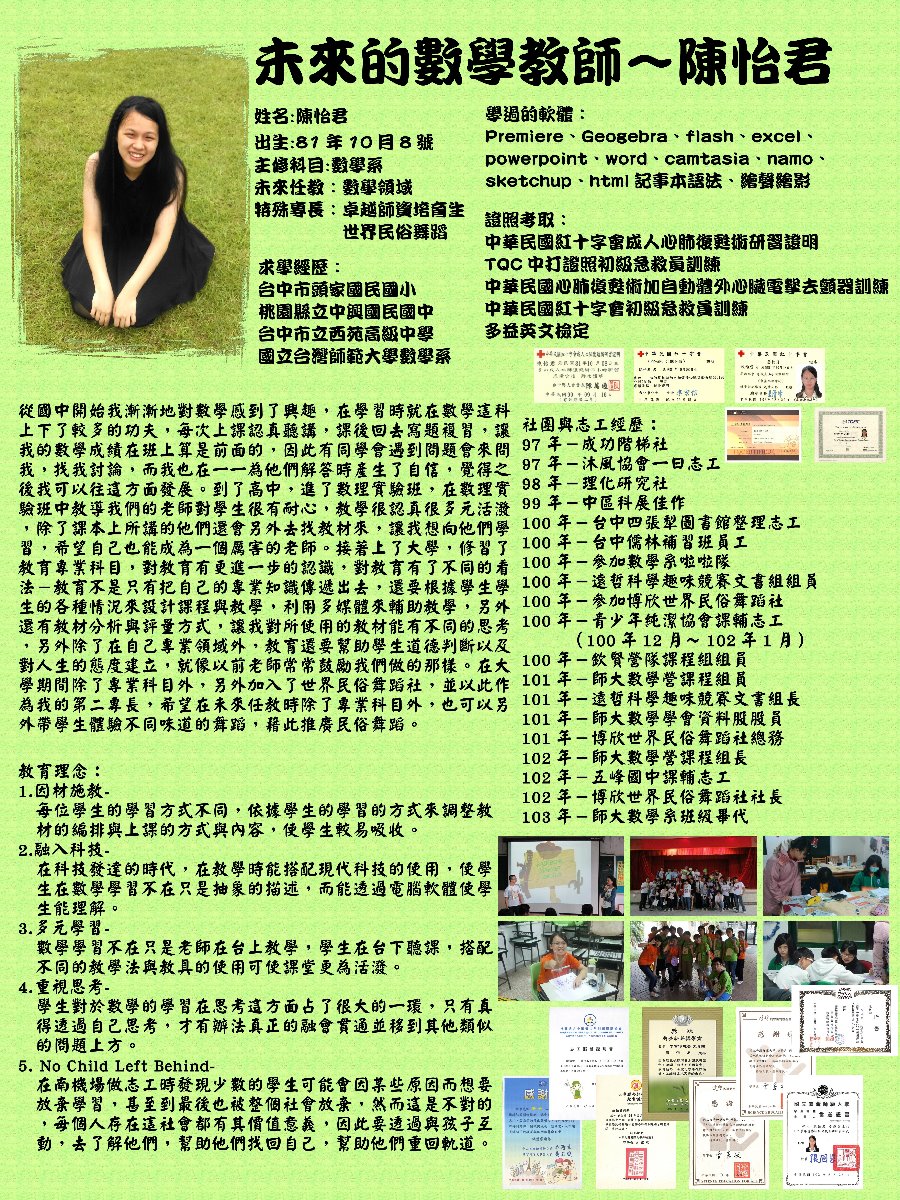 未來的數學教師～陳怡君
姓名:陳怡君
出生:81 年 10 月 8 號
主修科目:數學系
未來任教：數學領域
特殊專長：卓越師資培育生
世界民俗舞蹈
求學經歷：
台中市頭家國民國小
桃園縣立中興國民國中
台中市立西苑高級中學
國立台灣師範大學數學系
學過的軟體：
Premiere、Geogebra、flash、excel、
powerpoint、word、camtasia、namo、
sketchup、html 記事本語法、繪聲繪影
證照考取：
中華民國紅十字會成人心肺復甦術研習證明
TQC 中打證照初級急救員訓練
中華民國心肺復甦術加自動體外心臟電擊去顫器訓練
中華民國紅十字會初級急救員訓練
多益英文檢定
從國中開始我漸漸地對數學感到了興趣，在學習時就在數學這科
上下了較多的功夫，每次上課認真聽講，課後回去寫題複習，讓
我的數學成績在班上算是前面的，因此有同學會遇到問題會來問
我，找我討論，而我也在一一為他們解答時產生了自信，覺得之
後我可以往這方面發展。到了高中，進了數理實驗班，在數理實
驗班中教導我們的老師對學生很有耐心，教學很認真很多元活潑
，除了課本上所講的他們還會另外去找教材來，讓我想向他們學
習，希望自己也能成為一個厲害的老師。接著上了大學，修習了
教育專業科目，對教育有更進一步的認識，對教育有了不同的看
法－教育不是只有把自己的專業知識傳遞出去，還要根據學生學
生的各種情況來設計課程與教學，利用多媒體來輔助教學，另外
還有教材分析與評量方式，讓我對所使用的教材能有不同的思考
，另外除了在自己專業領域外，教育還要幫助學生道德判斷以及
對人生的態度建立，就像以前老師常常鼓勵我們做的那樣。在大
學期間除了專業科目外，另外加入了世界民俗舞蹈社，並以此作
為我的第二專長，希望在未來任教時除了專業科目外，也可以另
外帶學生體驗不同味道的舞蹈，藉此推廣民俗舞蹈。
社團與志工經歷：
97 年－成功階梯社
97 年－沐風協會一日志工
98 年－理化研究社
99 年－中區科展佳作
100 年－台中四張犁圖書館整理志工
100 年－台中儒林補習班員工
100 年－參加數學系啦啦隊
100 年－遠哲科學趣味競賽文書組組員
100 年－參加博欣世界民俗舞蹈社
100 年－青少年純潔協會課輔志工
（100 年 12 月～ 102 年 1 月）
100 年－欽賢營隊課程組組員
101 年－師大數學營課程組員
101 年－遠哲科學趣味競賽文書組長
101 年－師大數學學會資料股股員
101 年－博欣世界民俗舞蹈社總務
102 年－師大數學營課程組長
102 年－五峰國中課輔志工
102 年－博欣世界民俗舞蹈社社長
103 年－師大數學系班級畢代
教育理念：
1.因材施教-
每位學生的學習方式不同，依據學生的學習的方式來調整教
材的編排與上課的方式與內容，使學生較易吸收。
2.融入科技-
在科技發達的時代，在教學時能搭配現代科技的使用，使學
生在數學學習不在只是抽象的描述，而能透過電腦軟體使學
生能理解。
3.多元學習-
數學學習不在只是老師在台上教學，學生在台下聽課，搭配
不同的教學法與教具的使用可使課堂更為活潑。
4.重視思考-
學生對於數學的學習在思考這方面占了很大的一環，只有真
得透過自己思考，才有辦法真正的融會貫通並移到其他類似
的問題上方。
5. No Child Left Behind-
在南機場做志工時發現少數的學生可能會因某些原因而想要
放棄學習，甚至到最後也被整個社會放棄，然而這是不對的
，每個人存在這社會都有其價值意義，因此要透過與孩子互
動，去了解他們，幫助他們找回自己，幫助他們重回軌道。
感謝